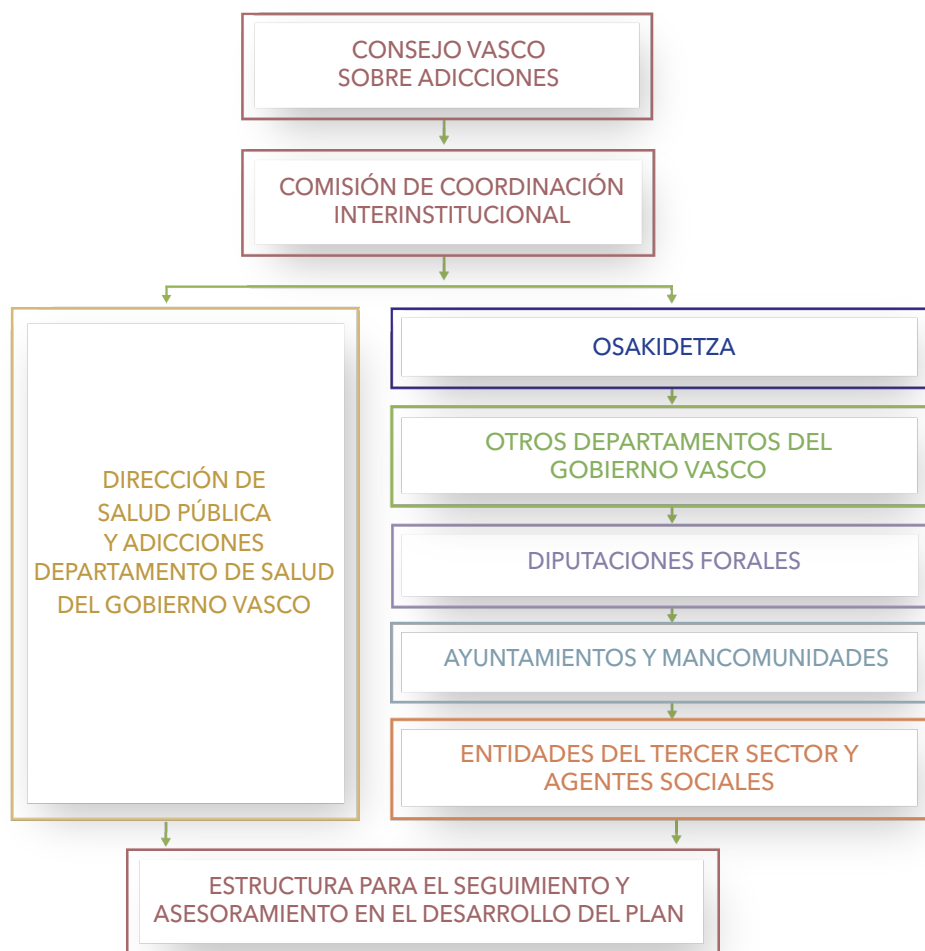 CONSEJO VASCO
SOBRE ADICCIONES
COMISIÓN DE COORDINACIÓN
INTERINSTITUCIONAL
DIRECCIÓN DE
SALUD PÚBLICA
Y ADICCIONES
DEPARTAMENTO DE SALUD
DEL GOBIERNO VASCO
OSAKIDETZA
OTROS DEPARTAMENTOS DEL
GOBIERNO VASCO
DIPUTACIONES FORALES
AYUNTAMIENTOS Y MANCOMUNIDADES
ENTIDADES DEL TERCER SECTOR Y
AGENTES SOCIALES
ESTRUCTURA PARA EL SEGUIMIENTO Y
ASESORAMIENTO EN EL DESARROLLO DEL PLAN